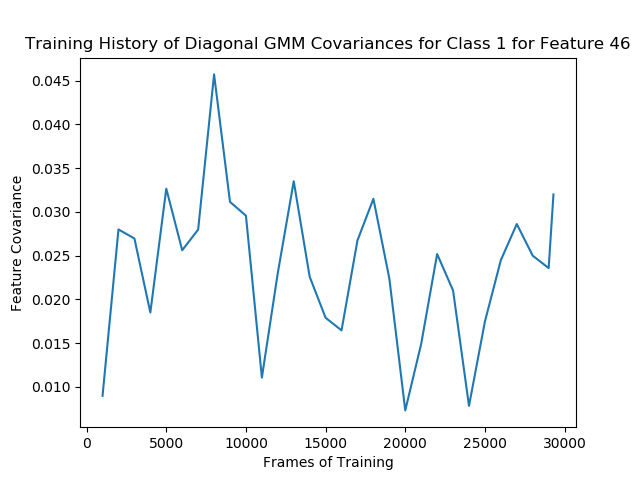 Training History of Diagonal GMM Covariances for Class 1 for Feature 46
0.045
0.040
0.035
0.030
0.025
0.020
0.015
0.010
Feature Covariance
0 5000 10000 15000 20000 25000 30000
Frames of Training